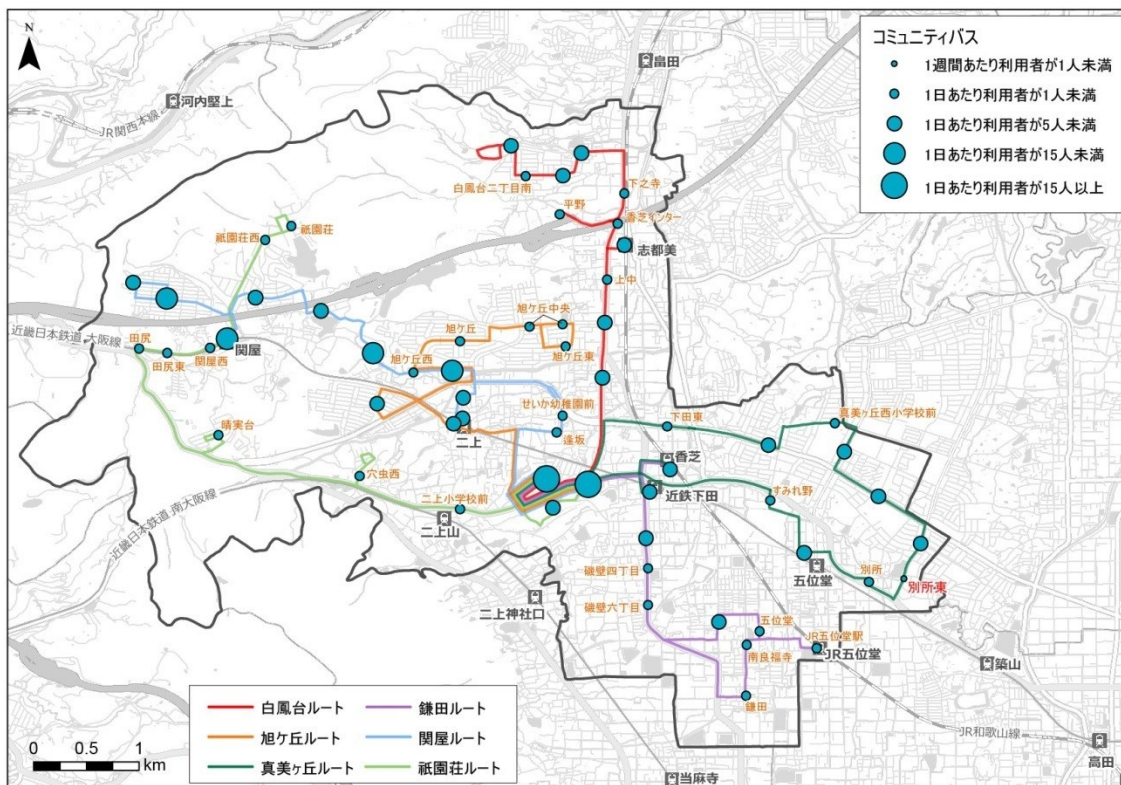 N
コミュニティバス
1週間あたり利用者が1人未満
1日あたり利用者が1人未満
1日あたり利用者が5人未満
1日あたり利用者が15人未満
1日あたり利用者が15人以上
畠田
河内堅上
JR関西本線
白鳳台二丁目南
下之寺
平野
香芝インター
志都美
祇園荘
祇園荘西
上中
近畿日本鉄道 大阪線
田尻
田尻東
関屋西
関屋
旭ケ丘中央
旭ケ丘
旭ケ丘東
旭ケ丘西
せいか幼稚園前
逢坂
下田東
真美ヶ丘西小学校前
晴実台
二上
香芝
近鉄下田
すみれ野
穴虫西
二上小学校前
二上山
近畿日本鉄道 南大阪線
五位堂
別所
別所東
磯壁四丁目
磯壁六丁目
二上神社口
五位堂
JR五位堂駅
JR五位堂
南良福寺
鎌田
築山
JR和歌山線
高田
当麻寺
白鳳台ルート
鎌田ルート
旭ケ丘ルート
関屋ルート
真美ヶ丘ルート
祇園荘ルート
0 0.5 1
km